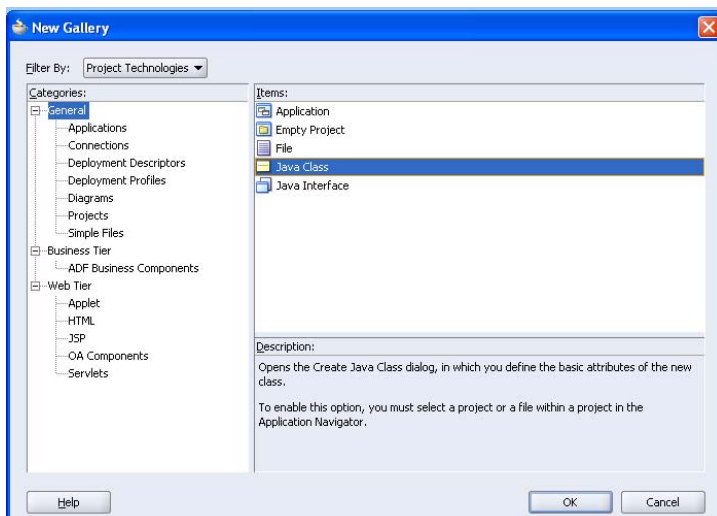 New Gallery
Filter By: Project Technologies
Categories:
General
Applications
Connections
Deployment Descriptors
Deployment Profiles
Diagrams
Projects
Simple Files
Business Tier
ADF Business Components
Web Tier
Applet
HTML
JSP
OA Components
Servlets
Items:
Application
Empty Project
File
Java Class
Java Interface
Description:
Opens the Create Java Class dialog, in which you define the basic attributes of the new
class.
To enable this option, you must select a project or a file within a project in the
Application Navigator.
Help
OK
Cancel